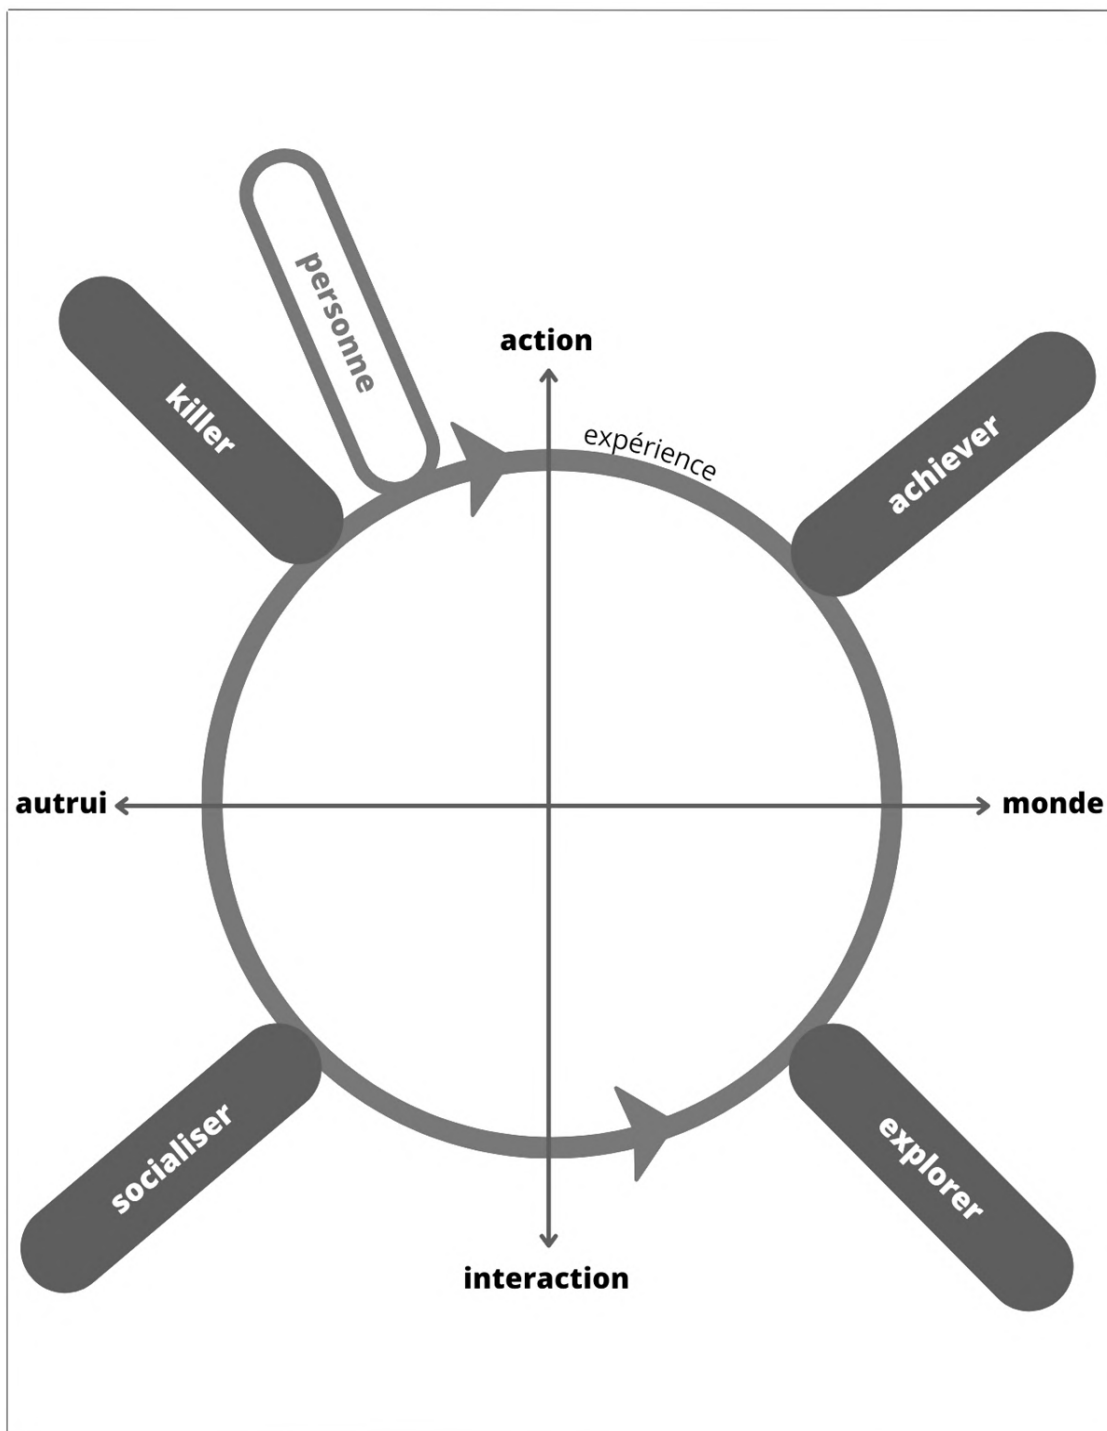 personne
killer
action
expérience
achiever
autrui
monde
socialiser
explorer
interaction